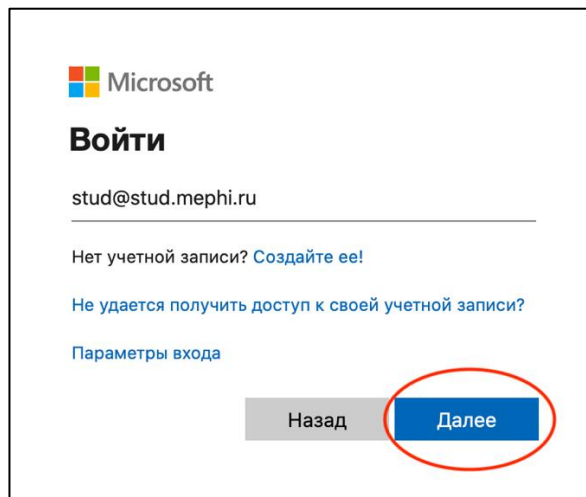 Microsoft
Войти
stud@stud.mephi.ru
Нет учетной записи? Создайте ее!
Не удается получить доступ к своей учетной записи?
Параметры входа
Назад Далее